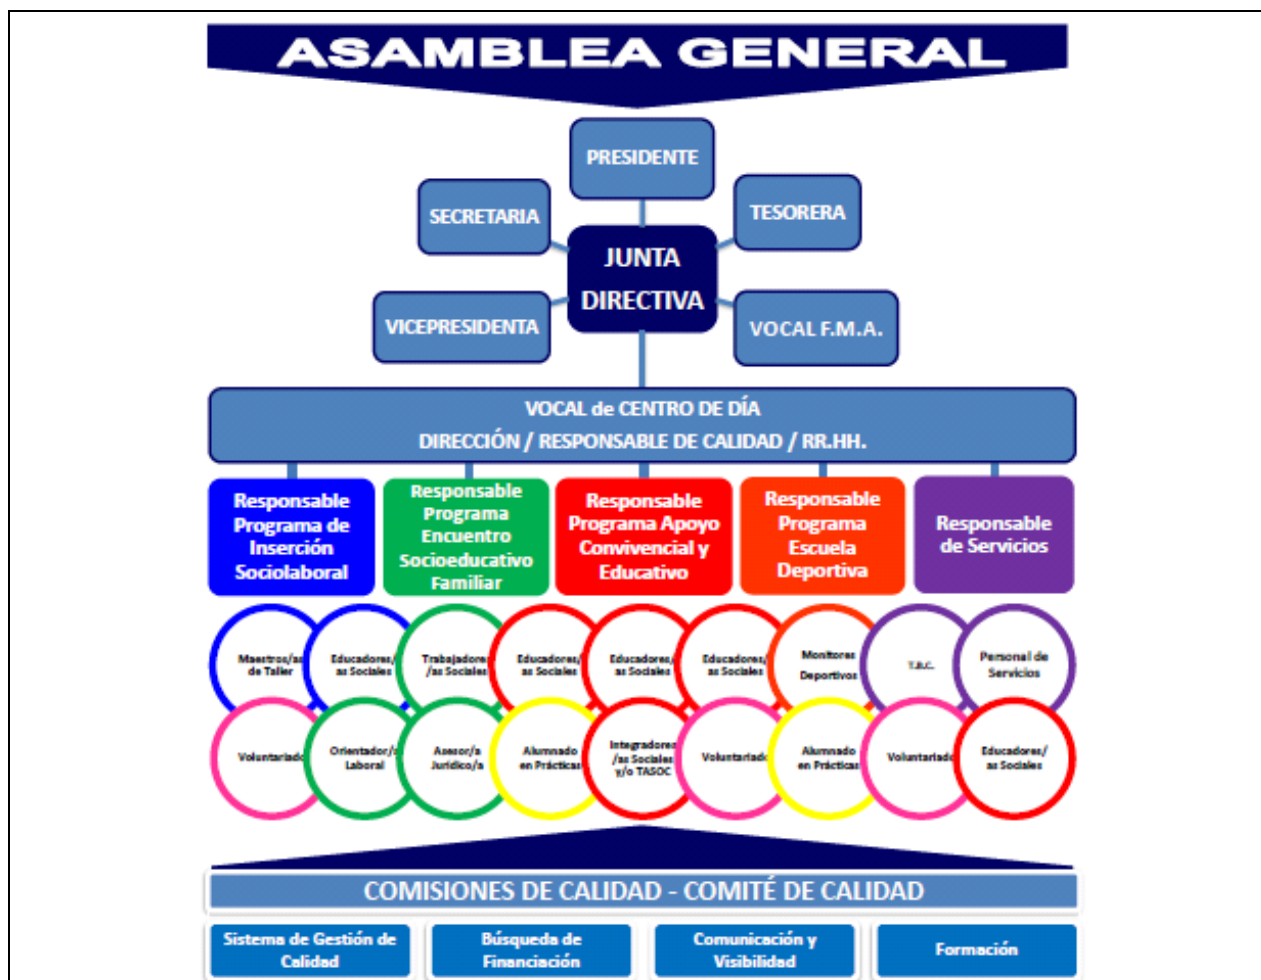 ASAMBLEA GENERAL
PRESIDENTE
SECRETARIA
TESORERA
JUNTA
DIRECTIVA
VICEPRESIDENTA
VOCAL F.M.A.
VOCAL de CENTRO DE DÍA
DIRECCIÓN / RESPONSABLE DE CALIDAD / RR.HH.
Responsable
Programa de
Inserción
Sociolaboral
Responsable
Programa
Encuentro
Socioeducativo
Familiar
Responsable
Programa Apoyo
Convivencial y
Educativo
Responsable
Programa
Escuela
Deportiva
Responsable
de Servicios
Maestros/as
de Taller
Educadores/
as Sociales
Trabajadores
/as Sociales
Educadores/
as Sociales
Educadores/
as Sociales
Educadores/
as Sociales
Monitores
Deportivos
Personal de
Servicios
Voluntariado
Orientador/a
Laboral
Asesor/a
Jurídico/a
Alumnado
en Prácticas
Integradores
/as Sociales
y/o TASOC
Voluntariado
Alumnado
en Prácticas
Voluntariado
Educadores/
as Sociales
COMISIONES DE CALIDAD - COMITÉ DE CALIDAD
Sistema de Gestión de
Calidad
Búsqueda de
Financiación
Comunicación y
Visibilidad
Formación